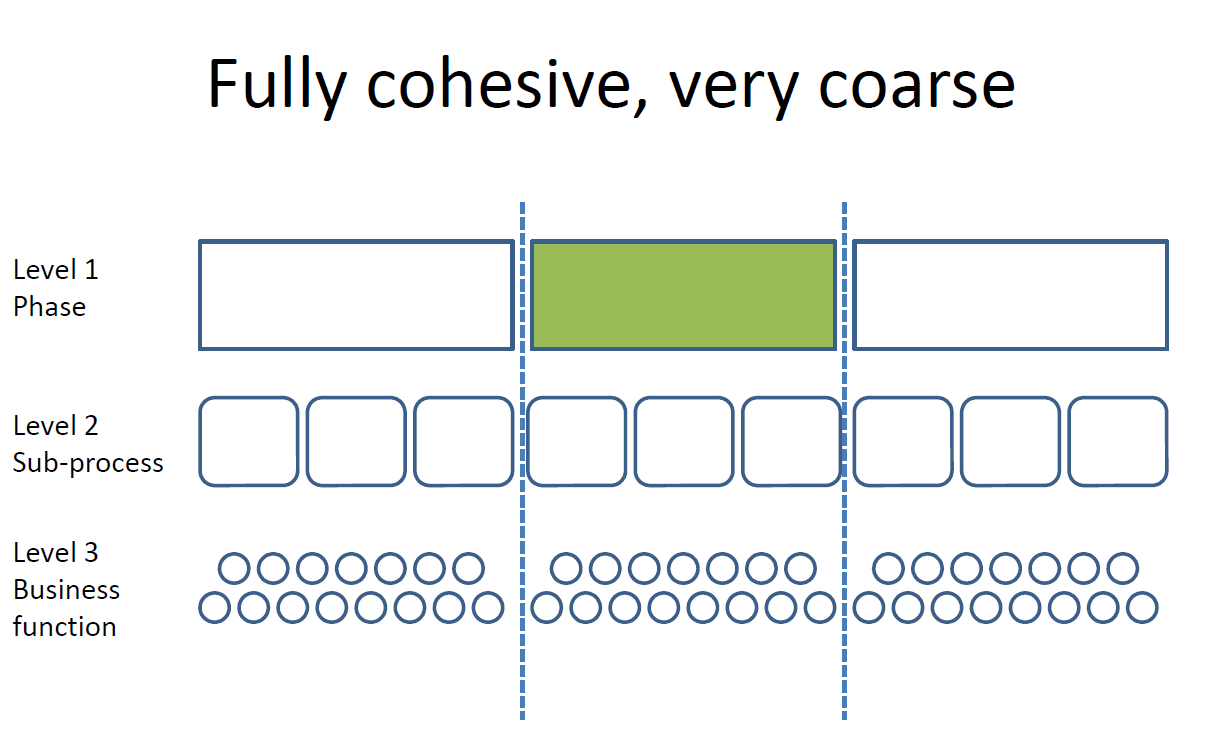 Fully cohesive, very coarse
Level 1
Phase
Level 2
Sub-process
Level 3
Business
function